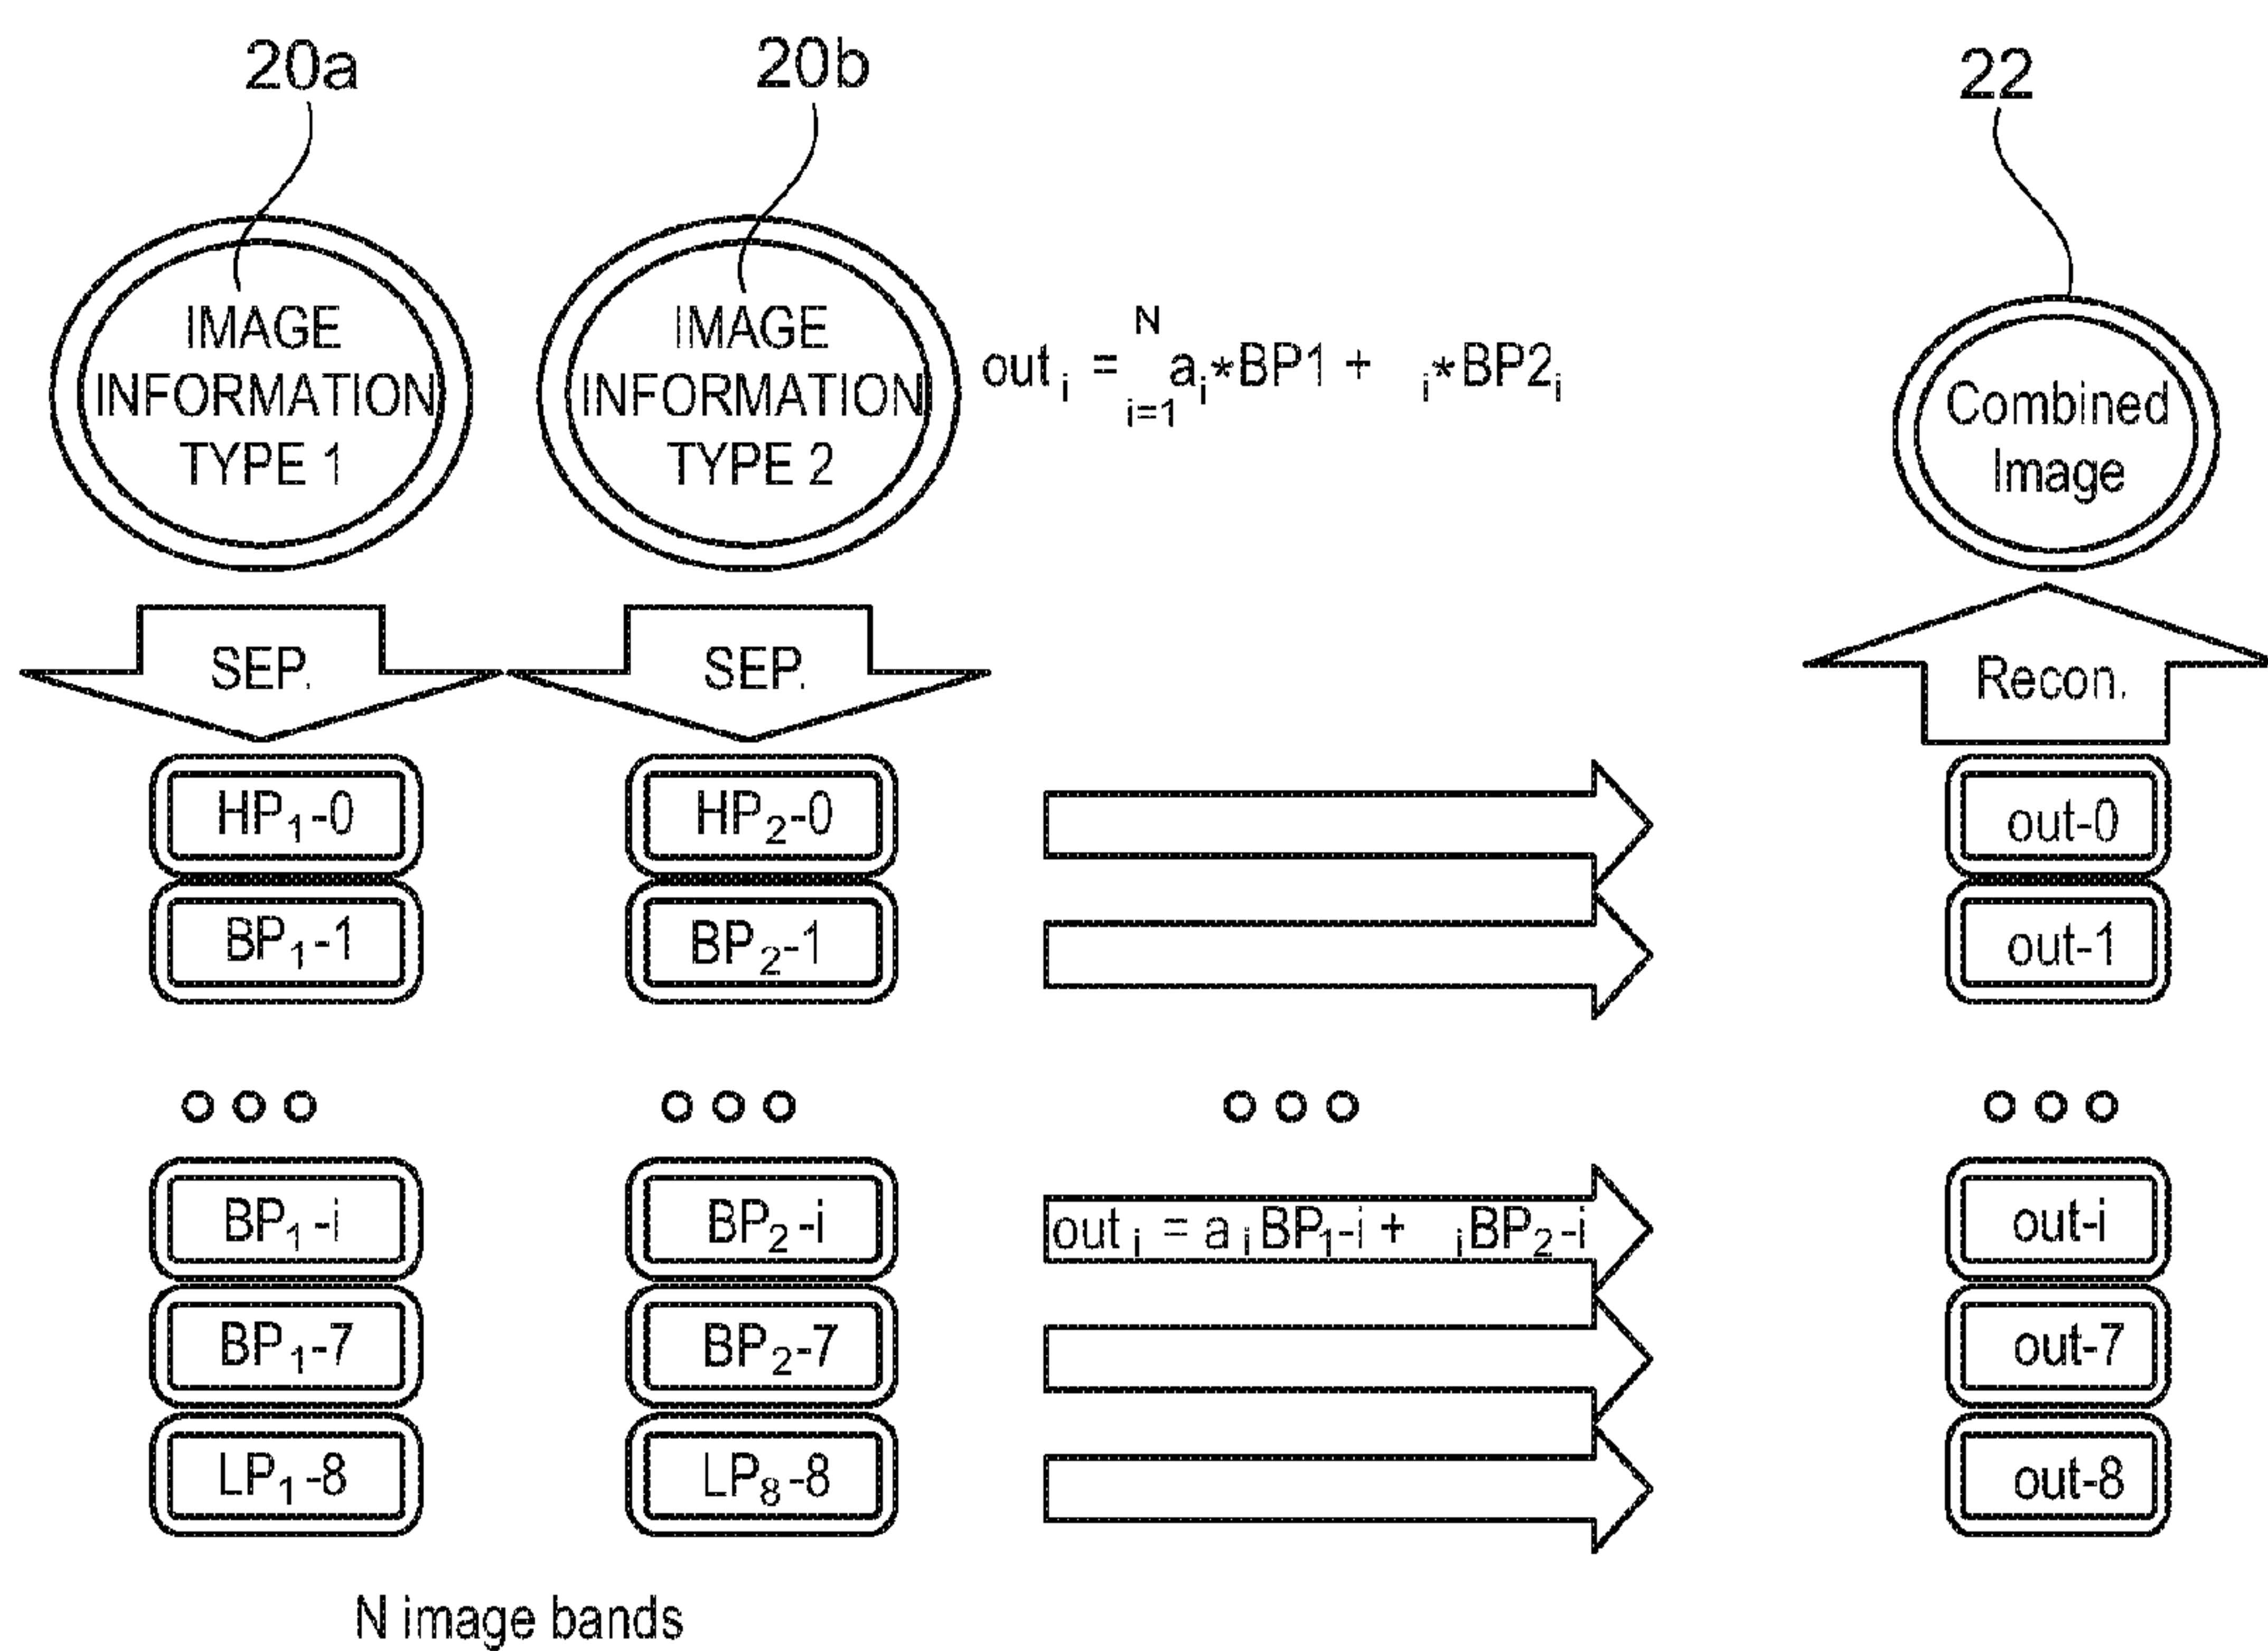 20a
20b
22
IMAGE
INFORMATION
TYPE 1
IMAGE
INFORMATION
TYPE 2
N
out i = a i * BP1 + i * BP2 i
i=1
Combined
Image
SEP.
SEP.
Recon.
HP1-0
HP2-0
out-0
BP1-1
BP2-1
out-1
BP1-i
BP2-i
out i = a i BP1-i + i BP2-i
out-i
BP1-7
BP2-7
out-7
LP1-8
LP8-8
out-8
N image bands